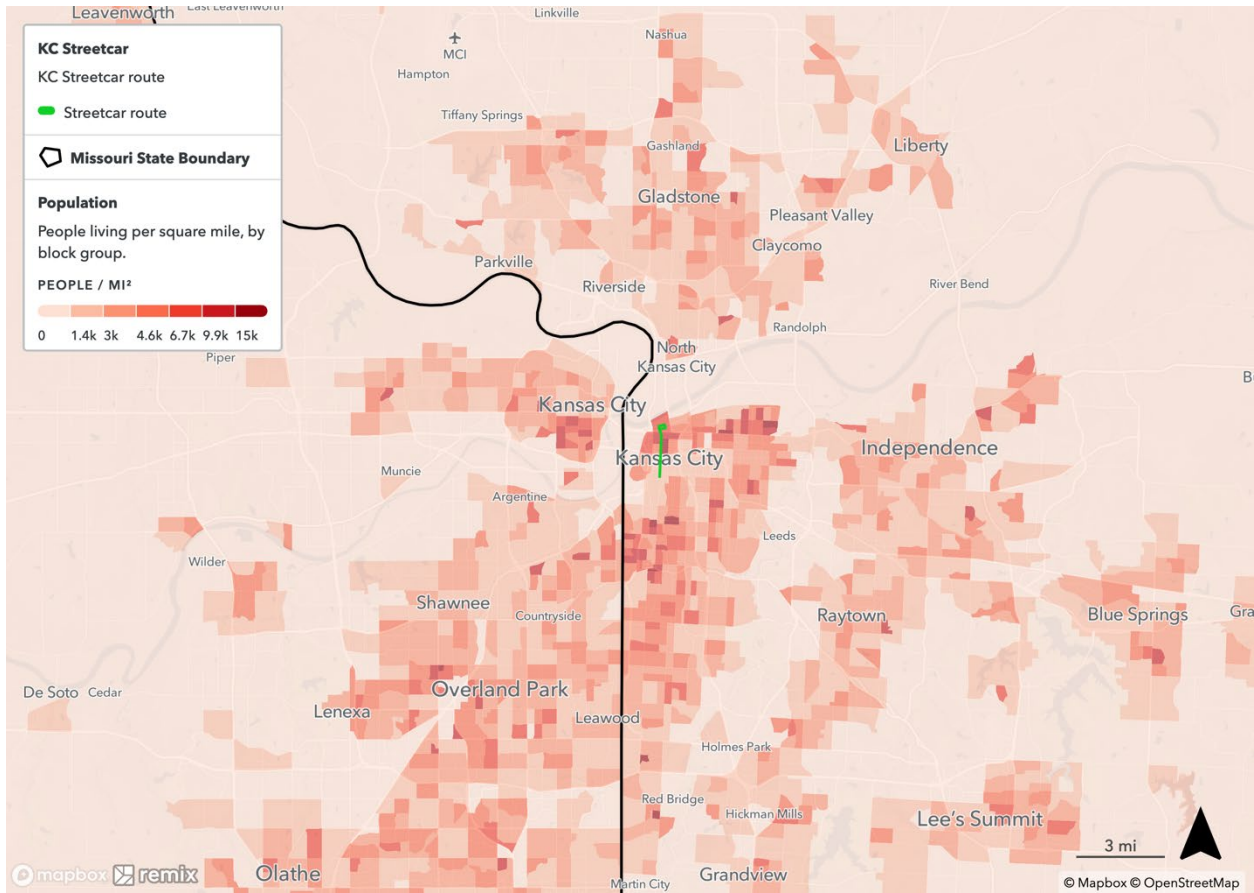 Leavenworth
East Leavenworth
Linkville
KC Streetcar
KC Streetcar route
Streetcar route
Missouri State Boundary
Population
People living per square mile, by
block group.
PEOPLE / MI²
0 1.4k 3k 4.6k 6.7k 9.9k 15k
Nashua
MCI
Hampton
Tiffany Springs
Gashland
Liberty
Gladstone
Pleasant Valley
Claycomo
Parkville
Riverside
River Bend
Randolph
Piper
North
Kansas City
Kansas City
Kansas City
Independence
Muncie
Argentine
Leeds
Wilder
Shawnee
Countryside
Raytown
Blue Springs
Gra
De Soto
Cedar
Overland Park
Lenexa
Leawood
Holmes Park
Red Bridge
Hickman Mills
Lee's Summit
3 mi
Olathe
Grandview
Martin City
mapbox remix
© Mapbox © OpenStreetMap